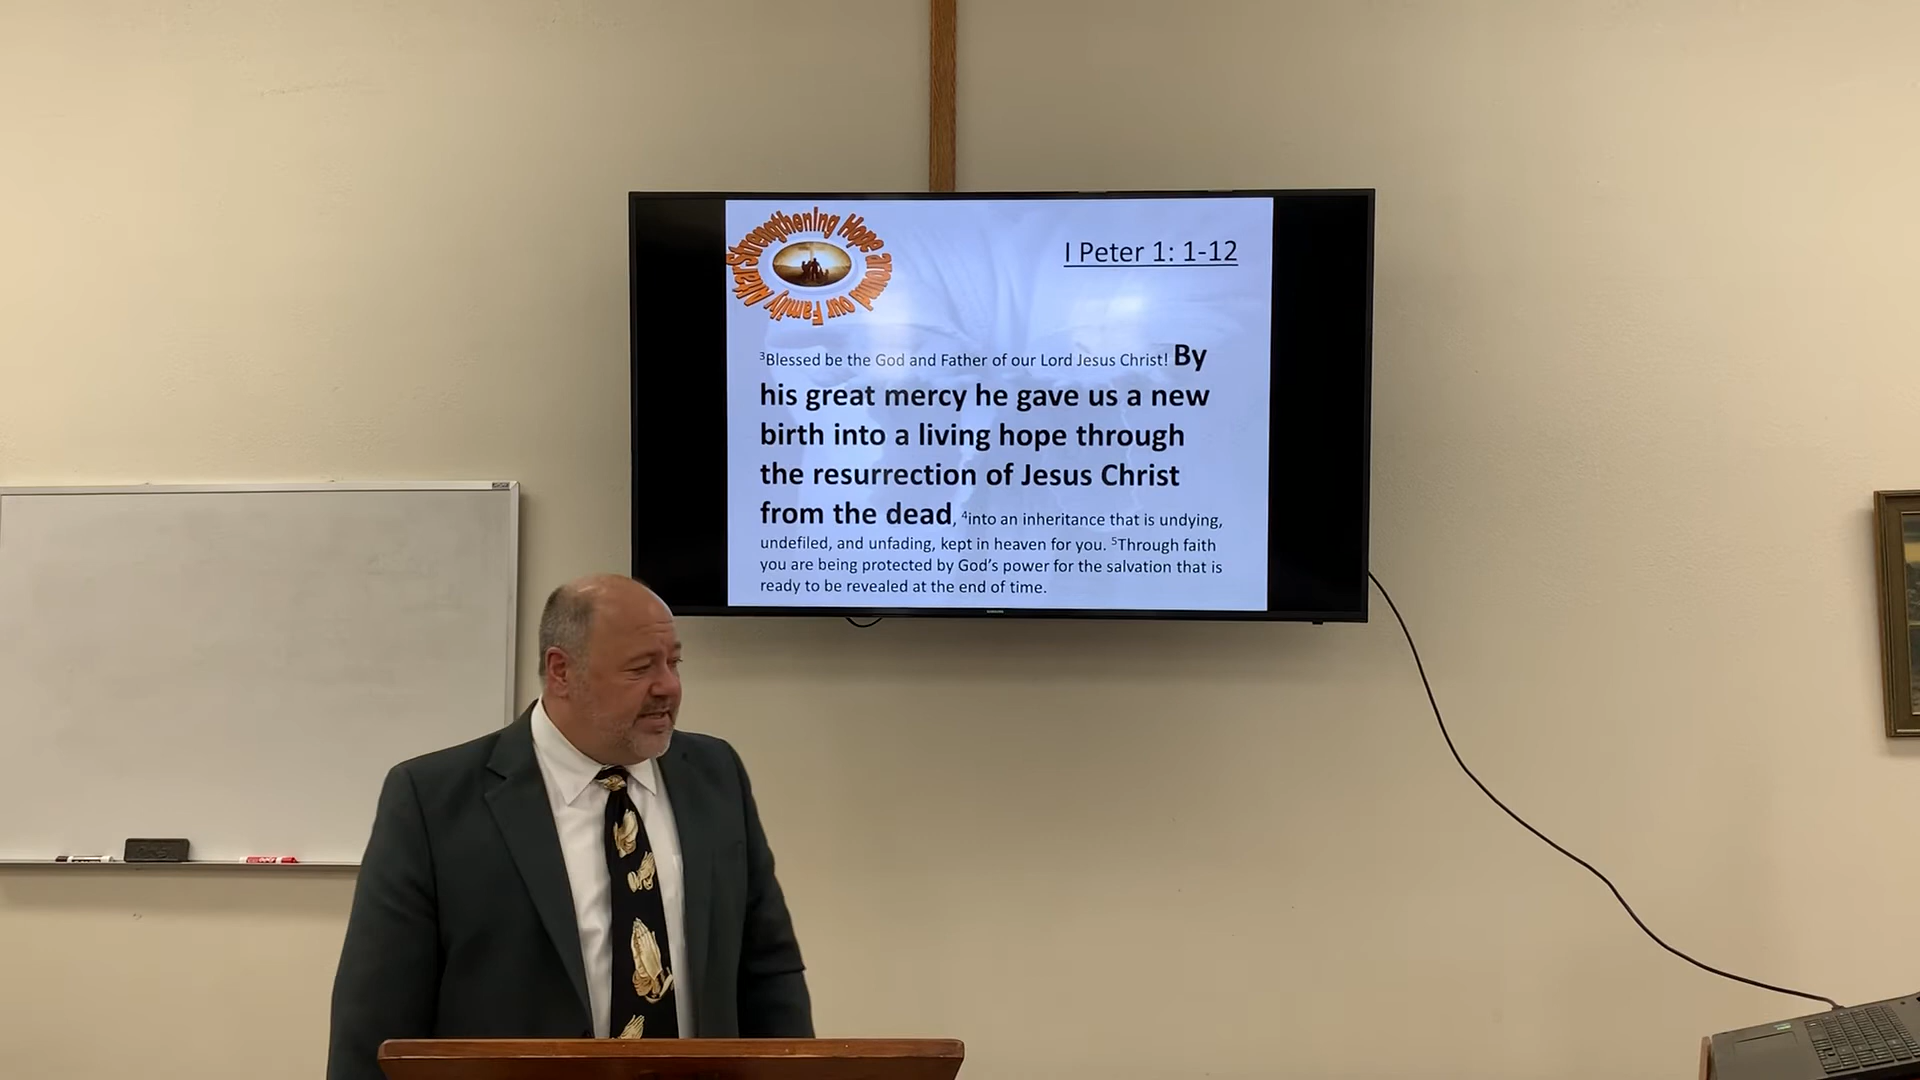 Strengthening Hope around our Family Alter
I Peter 1: 1-12
³Blessed be the God and Father of our Lord Jesus Christ! By
his great mercy he gave us a new
birth into a living hope through
the resurrection of Jesus Christ
from the dead, ⁴into an inheritance that is undying,
undefiled, and unfading, kept in heaven for you. ⁵Through faith
you are being protected by God’s power for the salvation that is
ready to be revealed at the end of time.